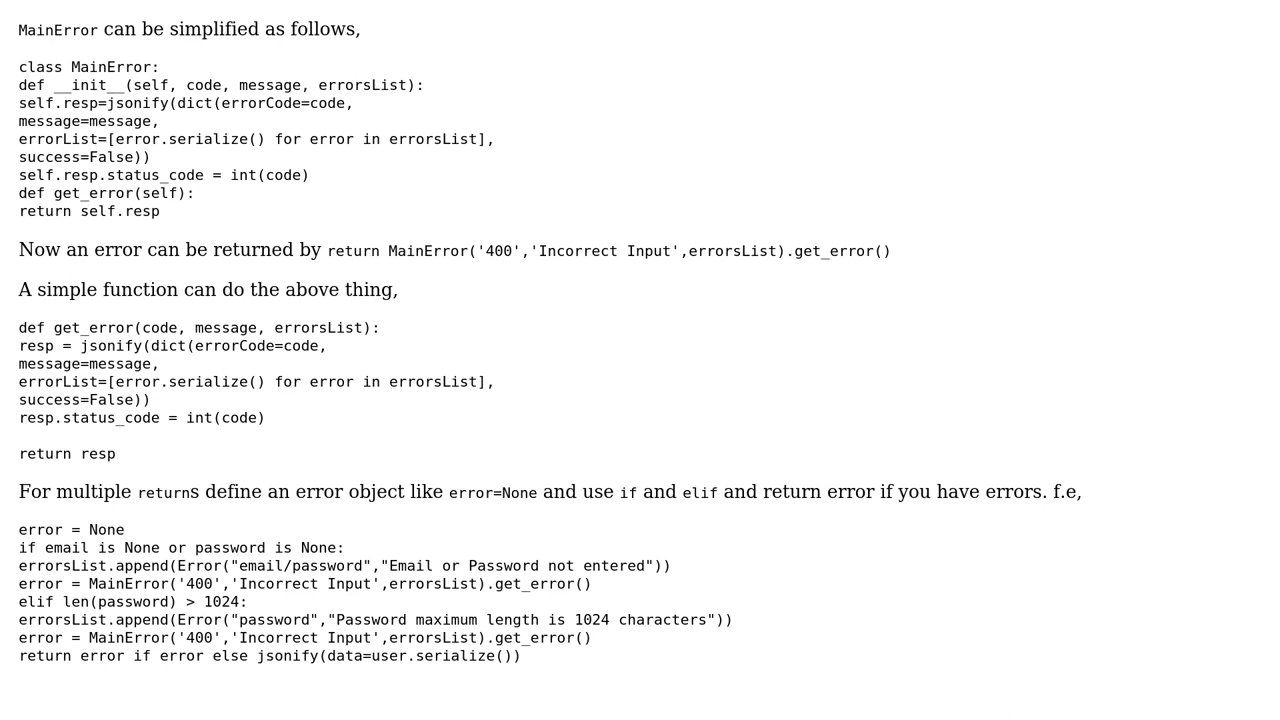 MainError can be simplified as follows,
class MainError:
def __init__(self, code, message, errorsList):
self.resp=jsonify(dict(errorCode=code,
message=message,
errorList=[error.serialize() for error in errorsList],
success=False))
self.resp.status_code = int(code)
def get_error(self):
return self.resp
Now an error can be returned by return MainError('400','Incorrect Input',errorsList).get_error()
A simple function can do the above thing,
def get_error(code, message, errorsList):
resp = jsonify(dict(errorCode=code,
message=message,
errorList=[error.serialize() for error in errorsList],
success=False))
resp.status_code = int(code)
return resp
For multiple returns define an error object like error=None and use if and elif and return error if you have errors. f.e,
error = None
if email is None or password is None:
errorsList.append(Error("email/password","Email or Password not entered"))
error = MainError('400','Incorrect Input',errorsList).get_error()
elif len(password) > 1024:
errorsList.append(Error("password","Password maximum length is 1024 characters"))
error = MainError('400','Incorrect Input',errorsList).get_error()
return error if error else jsonify(data=user.serialize())